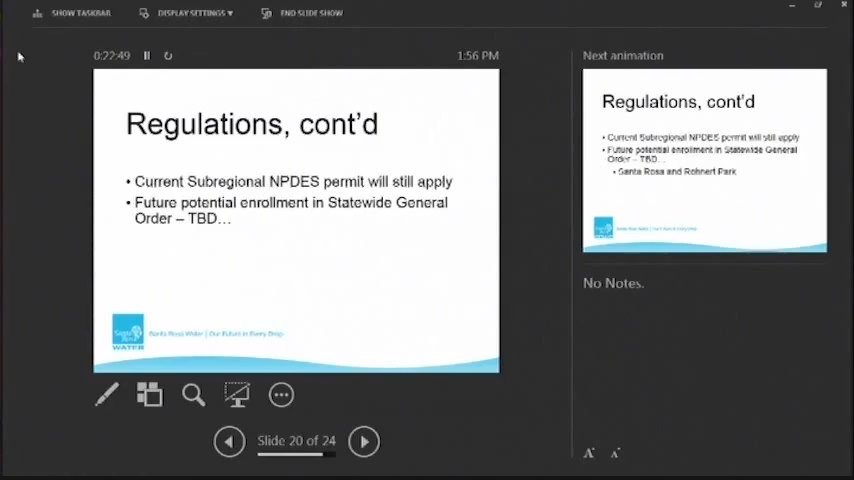 SHOW TASKBAR DISPLAY SETTINGS ▼ END SLIDE SHOW
0:22:49 1:56 PM
Regulations, cont'd
• Current Subregional NPDES permit will still apply
• Future potential enrollment in Statewide General
Order – TBD...
Santa Rosa
WATER
Santa Rosa Water | Our Future in Every Drop
Slide 20 of 24
Next animation
Regulations, cont'd
• Current Subregional NPDES permit will still apply
• Future potential enrollment in Statewide General
Order – TBD...
• Santa Rosa and Rohnert Park
No Notes.
A A